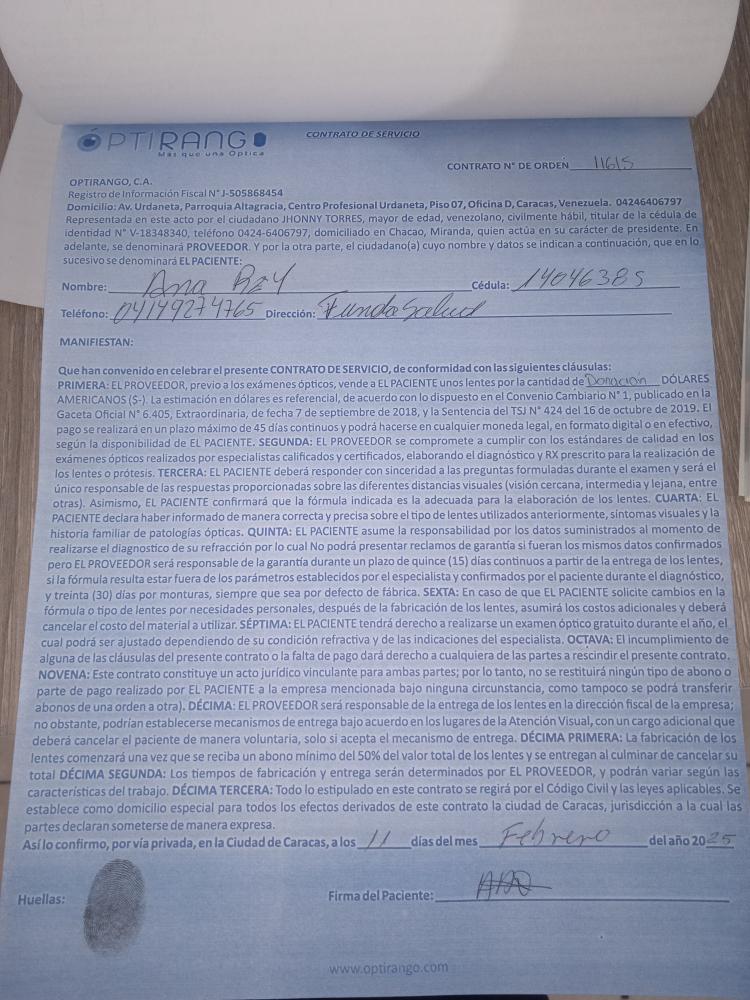 ÓPTIRANGO
Más que una Óptica
CONTRATO DE SERVICIO
CONTRATO N° DE ORDEN 11615
OPTIRANGO, C.A.
Registro de Información Fiscal N° J-505868454
Domicilio: Av. Urdaneta, Parroquia Altagracia, Centro Profesional Urdaneta, Piso 07, Oficina D, Caracas, Venezuela. 04246406797
Representada en este acto por el ciudadano JHONNY TORRES, mayor de edad, venezolano, civilmente hábil, titular de la cédula de
identidad N° V-18348340, teléfono 0424-6406797, domiciliado en Chacao, Miranda, quien actúa en su carácter de presidente. En
adelante, se denominará PROVEEDOR. Y por la otra parte, el ciudadano(a) cuyo nombre y datos se indican a continuación, que en lo
sucesivo se denominará EL PACIENTE:
Nombre: Ana Rey Cédula: 14046385
Teléfono: 04149274765 Dirección: FundaSalud
MANIFIESTAN:
Que han convenido en celebrar el presente CONTRATO DE SERVICIO, de conformidad con las siguientes cláusulas:
PRIMERA: EL PROVEEDOR, previo a los exámenes ópticos, vende a EL PACIENTE unos lentes por la cantidad de Donación DÓLARES
AMERICANOS ($-). La estimación en dólares es referencial, de acuerdo con lo dispuesto en el Convenio Cambiario N° 1, publicado en la
Gaceta Oficial N° 6.405, Extraordinaria, de fecha 7 de septiembre de 2018, y la Sentencia del TSJ N° 424 del 16 de octubre de 2019. El
pago se realizará en un plazo máximo de 45 días continuos y podrá hacerse en cualquier moneda legal, en formato digital o en efectivo,
según la disponibilidad de EL PACIENTE. SEGUNDA: EL PROVEEDOR se compromete a cumplir con los estándares de calidad en los
exámenes ópticos realizados por especialistas calificados y certificados, elaborando el diagnóstico y RX prescrito para la realización de
los lentes o prótesis. TERCERA: EL PACIENTE deberá responder con sinceridad a las preguntas formuladas durante el examen y será el
único responsable de las respuestas proporcionadas sobre las diferentes distancias visuales (visión cercana, intermedia y lejana, entre
otras). Asimismo, EL PACIENTE confirmará que la fórmula indicada es la adecuada para la elaboración de los lentes. CUARTA: EL
PACIENTE declara haber informado de manera correcta y precisa sobre el tipo de lentes utilizados anteriormente, síntomas visuales y la
historia familiar de patologías ópticas. QUINTA: EL PACIENTE asume la responsabilidad por los datos suministrados al momento de
realizarse el diagnostico de su refracción por lo cual No podrá presentar reclamos de garantía si fueran los mismos datos confirmados
pero EL PROVEEDOR será responsable de la garantía durante un plazo de quince (15) días continuos a partir de la entrega de los lentes,
si la fórmula resulta estar fuera de los parámetros establecidos por el especialista y confirmados por el paciente durante el diagnóstico,
y treinta (30) días por monturas, siempre que sea por defecto de fábrica. SEXTA: En caso de que EL PACIENTE solicite cambios en la
fórmula o tipo de lentes por necesidades personales, después de la fabricación de los lentes, asumirá los costos adicionales y deberá
cancelar el costo del material a utilizar. SÉPTIMA: EL PACIENTE tendrá derecho a realizarse un examen óptico gratuito durante el año, el
cual podrá ser ajustado dependiendo de su condición refractiva y de las indicaciones del especialista. OCTAVA: El incumplimiento de
alguna de las cláusulas del presente contrato o la falta de pago dará derecho a cualquiera de las partes a rescindir el presente contrato.
NOVENA: Este contrato constituye un acto jurídico vinculante para ambas partes; por lo tanto, no se restituirá ningún tipo de abono o
parte de pago realizado por EL PACIENTE a la empresa mencionada bajo ninguna circunstancia, como tampoco se podrá transferir
abonos de una orden a otra). DÉCIMA: EL PROVEEDOR será responsable de la entrega de los lentes en la dirección fiscal de la empresa;
no obstante, podrían establecerse mecanismos de entrega bajo acuerdo en los lugares de la Atención Visual, con un cargo adicional que
deberá cancelar el paciente de manera voluntaria, solo si acepta el mecanismo de entrega. DÉCIMA PRIMERA: La fabricación de los
lentes comenzará una vez que se reciba un abono mínimo del 50% del valor total de los lentes y se entregan al culminar de cancelar su
total DÉCIMA SEGUNDA: Los tiempos de fabricación y entrega serán determinados por EL PROVEEDOR, y podrán variar según las
características del trabajo. DÉCIMA TERCERA: Todo lo estipulado en este contrato se regirá por el Código Civil y las leyes aplicables. Se
establece como domicilio especial para todos los efectos derivados de este contrato la ciudad de Caracas, jurisdicción a la cual las
partes declaran someterse de manera expresa.
Así lo confirmo, por vía privada, en la Ciudad de Caracas, a los 11 días del mes Febrero del año 2025
Huellas: Firma del Paciente:
www.optirango.com